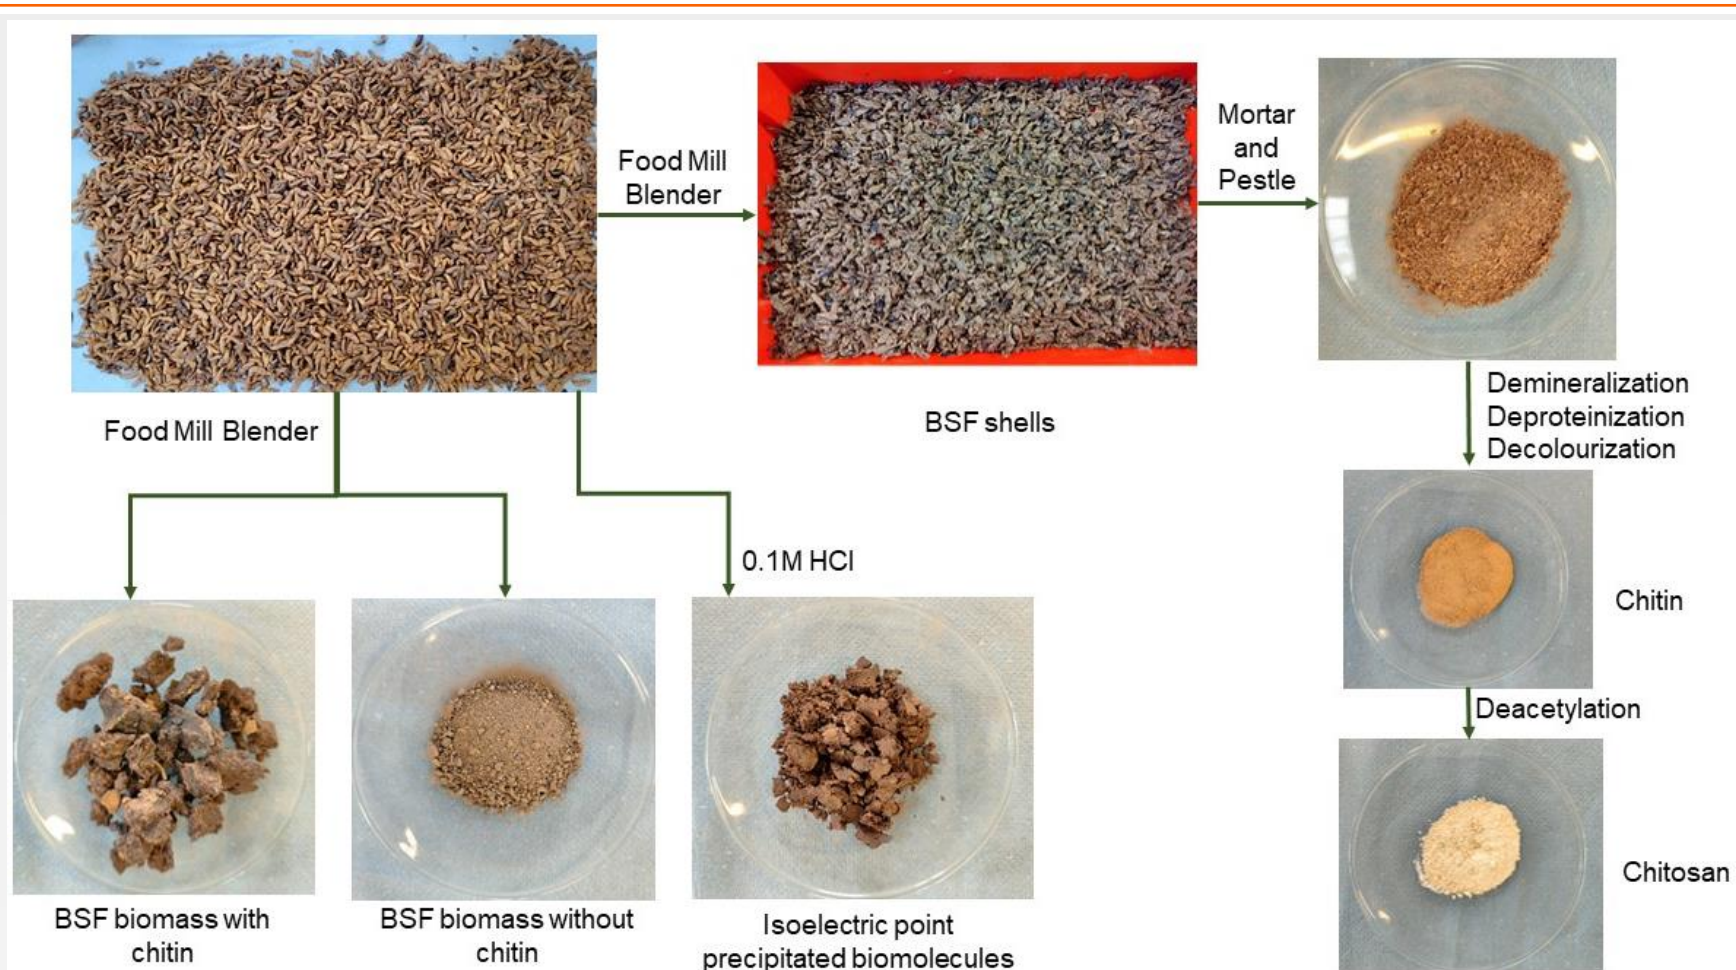 Food Mill
Blender
Mortar
and
Pestle
Food Mill Blender
BSF shells
Demineralization
Deproteinization
Decolourization
0.1M HCl
Chitin
Deacetylation
Chitosan
BSF biomass with
chitin
BSF biomass without
chitin
Isoelectric point
precipitated biomolecules